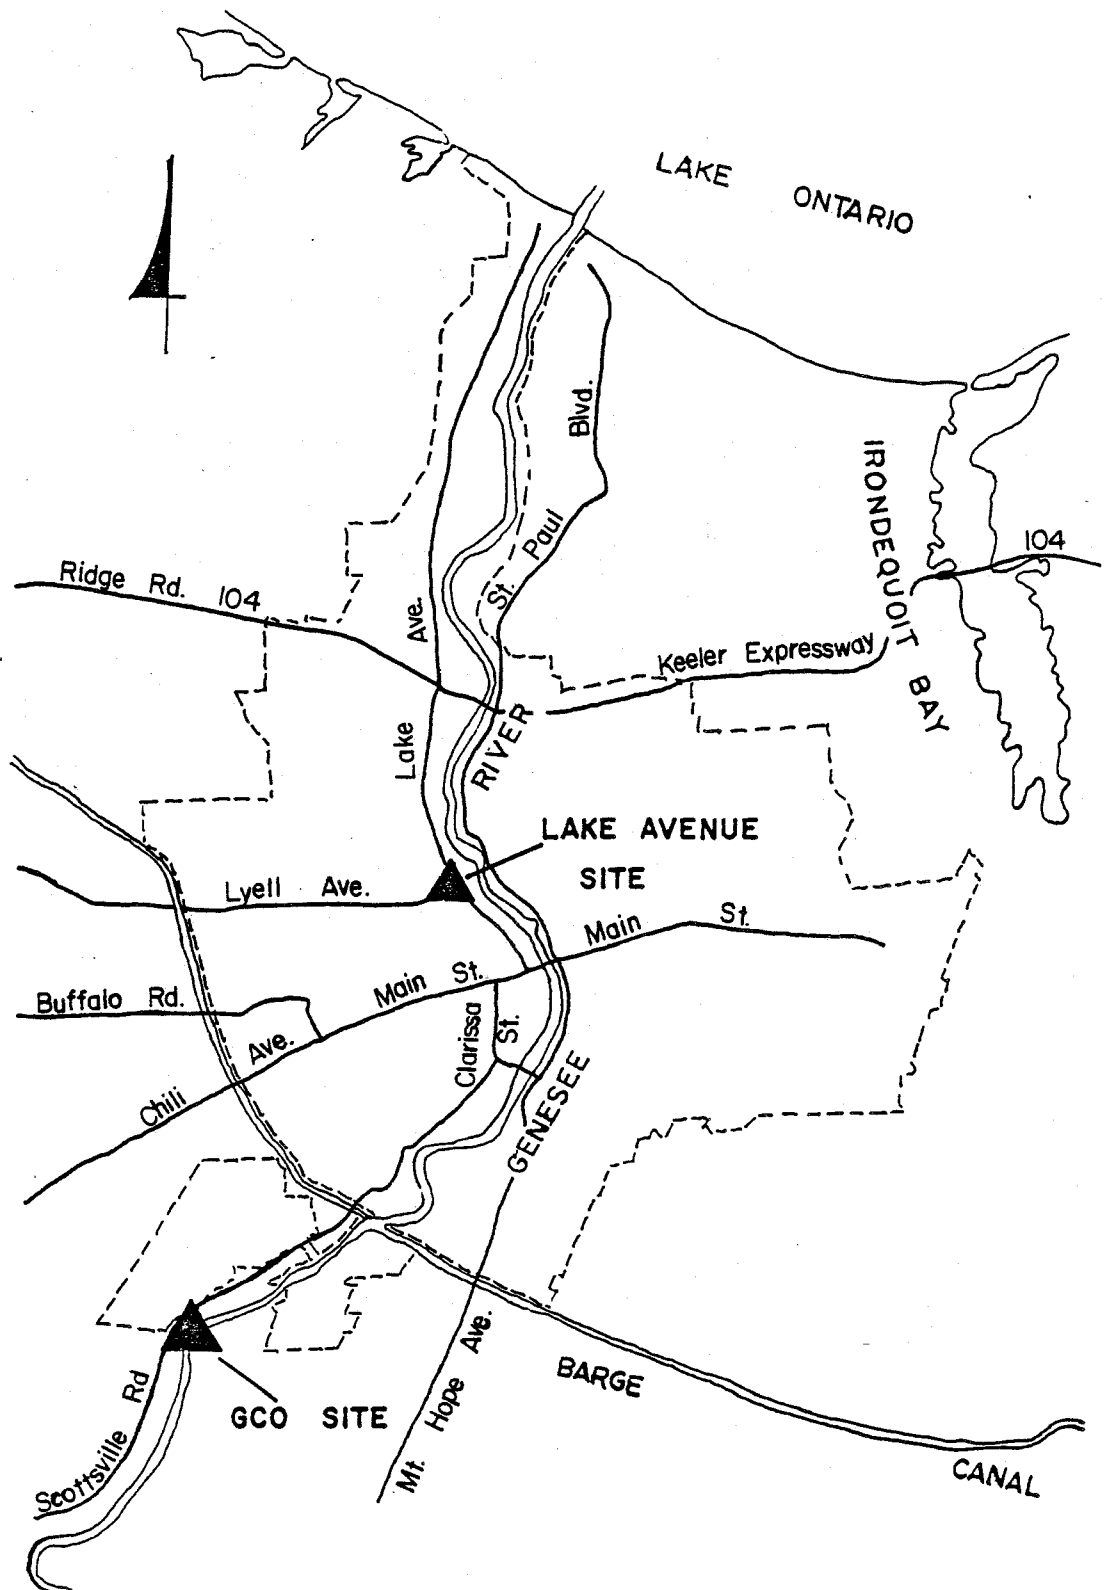 LAKE ONTARIO
Blvd.
Paul
St.
IRONDEQUOIT BAY
104
Ridge Rd. 104
Ave.
Keeler Expressway
Lake
RIVER
LAKE AVENUE
SITE
Lyell Ave.
Main St.
Main St.
Buffalo Rd.
Clarissa
St.
Chili Ave.
GENESEE
Mt. Hope Ave.
BARGE
CANAL
Scottsville Rd
GCO SITE